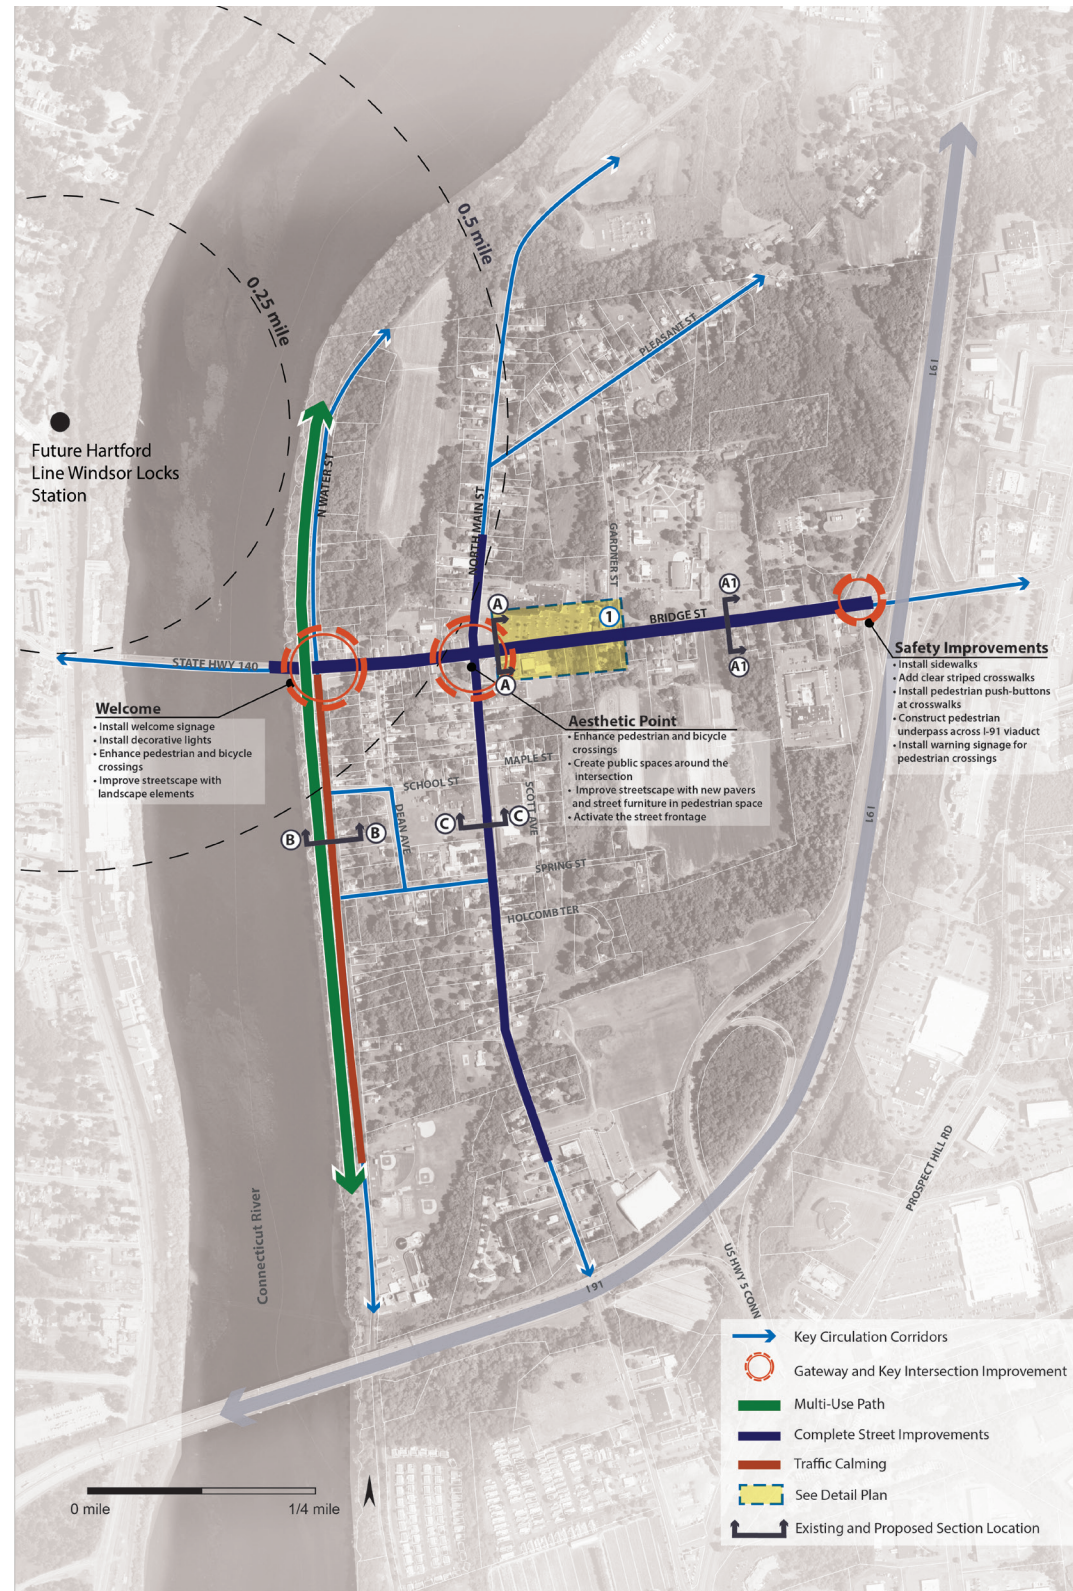 0.5 mile
0.25 mile
PLEASANT ST
I 91
Future Hartford
Line Windsor Locks
Station
N WATER ST
NORTH MAIN ST
GARDNER ST
A1
A
1
BRIDGE ST
STATE HWY 140
A1
A
Safety Improvements
• Install sidewalks
• Add clear striped crosswalks
• Install pedestrian push-buttons
at crosswalks
• Construct pedestrian
underpass across I-91 viaduct
• Install warning signage for
pedestrian crossings
Welcome
• Install welcome signage
• Install decorative lights
• Enhance pedestrian and bicycle
crossings
• Improve streetscape with
landscape elements
Aesthetic Point
• Enhance pedestrian and bicycle
crossings
• Create public spaces around the
intersection
• Improve streetscape with new pavers
and street furniture in pedestrian space
• Activate the street frontage
MAPLE ST
SCHOOL ST
SCOTT AVE
DEAN AVE
I 91
B
B
C
C
SPRING ST
HOLCOMB TER
PROSPECT HILL RD
Connecticut River
US HWY 5 CONN
I 91
Key Circulation Corridors
Gateway and Key Intersection Improvement
Multi-Use Path
Complete Street Improvements
Traffic Calming
See Detail Plan
Existing and Proposed Section Location
0 mile
1/4 mile